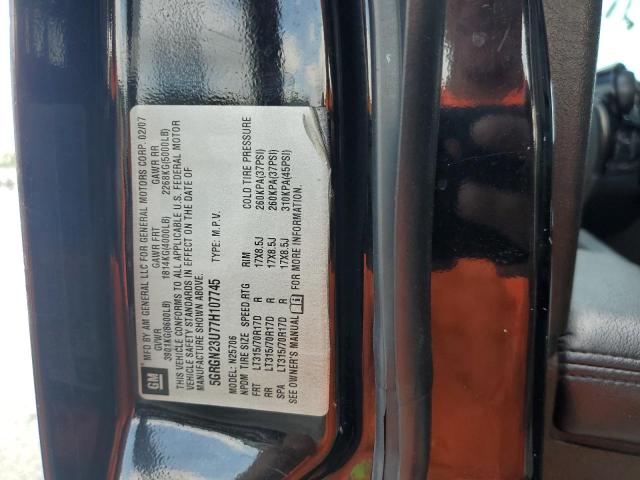 GM
MFD BY AM GENERAL LLC FOR GENERAL MOTORS CORP. 02/07
GVWR GAWR FRT GAWR RR
3901KG(8600LB) 1814KG(4000LB) 2268KG(5000LB)
THIS VEHICLE CONFORMS TO ALL APPLICABLE U.S. FEDERAL MOTOR
VEHICLE SAFETY STANDARDS IN EFFECT ON THE DATE OF
MANUFACTURE SHOWN ABOVE.
5GRGN23U77H107745 TYPE: M.P.V.
MODEL: N25706
NPDM TIRE SIZE SPEED RTG RIM COLD TIRE PRESSURE
FRT LT315/70R17D R 17X8.5J 260KPA(37PSI)
RR LT315/70R17D R 17X8.5J 260KPA(37PSI)
SPA LT315/70R17D R 17X8.5J 310KPA(45PSI)
SEE OWNER'S MANUAL FOR MORE INFORMATION.